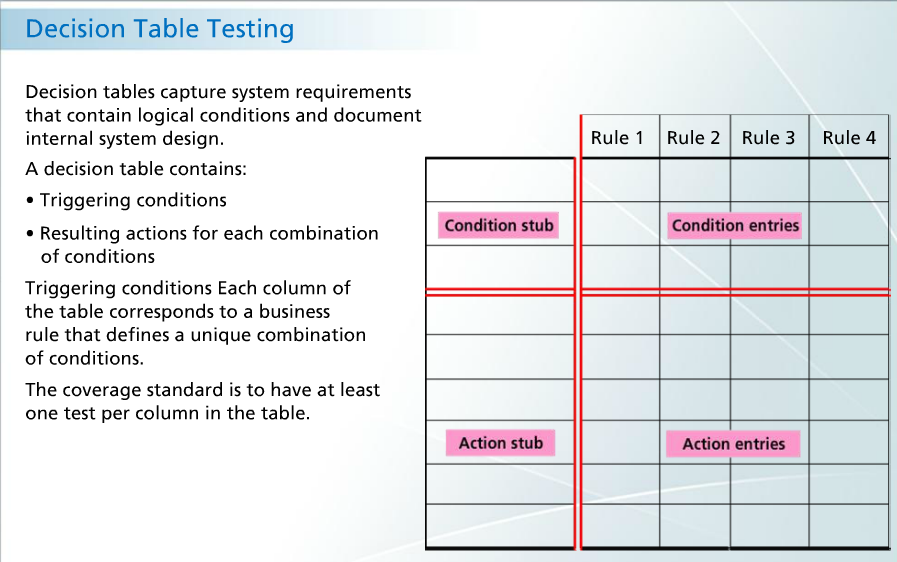 Decision Table Testing
Decision tables capture system requirements
that contain logical conditions and document
internal system design.
A decision table contains:
• Triggering conditions
• Resulting actions for each combination
of conditions
Triggering conditions Each column of
the table corresponds to a business
rule that defines a unique combination
of conditions.
The coverage standard is to have at least
one test per column in the table.
Rule 1 Rule 2 Rule 3 Rule 4
Condition stub Condition entries
Action stub Action entries